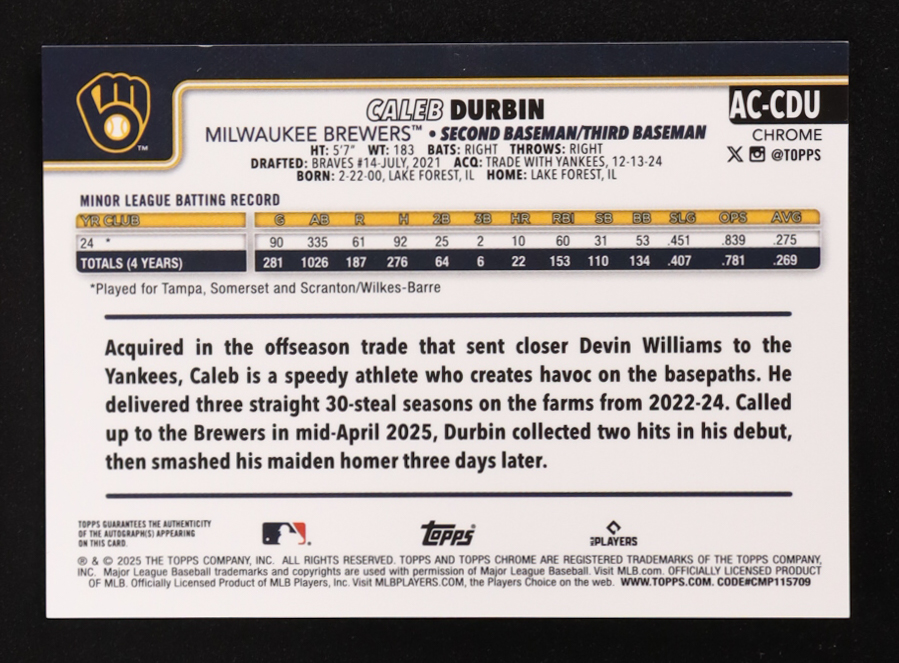 AC-CDU
CALEB DURBIN
MILWAUKEE BREWERS™ • SECOND BASEMAN/THIRD BASEMAN
CHROME
HT: 5'7" WT: 183 BATS: RIGHT THROWS: RIGHT
@TOPPS
DRAFTED: BRAVES #14-JULY, 2021 ACQ: TRADE WITH YANKEES, 12-13-24
BORN: 2-22-00, LAKE FOREST, IL HOME: LAKE FOREST, IL
TM
MINOR LEAGUE BATTING RECORD
YR CLUB G AB R H 2B 3B HR RBI SB BB SLG OPS AVG
24 * 90 335 61 92 25 2 10 60 31 53 .451 .839 .275
TOTALS (4 YEARS) 281 1026 187 276 64 6 22 153 110 134 .407 .781 .269
*Played for Tampa, Somerset and Scranton/Wilkes-Barre
Acquired in the offseason trade that sent closer Devin Williams to the
Yankees, Caleb is a speedy athlete who creates havoc on the basepaths. He
delivered three straight 30-steal seasons on the farms from 2022-24. Called
up to the Brewers in mid-April 2025, Durbin collected two hits in his debut,
then smashed his maiden homer three days later.
TOPPS GUARANTEES THE AUTHENTICITY
OF THE AUTOGRAPH(S) APPEARING
ON THIS CARD.
Topps®
PLAYERS
® & © 2025 THE TOPPS COMPANY, INC. ALL RIGHTS RESERVED. TOPPS AND TOPPS CHROME ARE REGISTERED TRADEMARKS OF THE TOPPS COMPANY,
INC. Major League Baseball trademarks and copyrights are used with permission of Major League Baseball. Visit MLB.com. OFFICIALLY LICENSED PRODUCT
OF MLB. Officially Licensed Product of MLB Players, Inc. Visit MLBPLAYERS.COM, the Players Choice on the web. WWW.TOPPS.COM. CODE#CMP115709